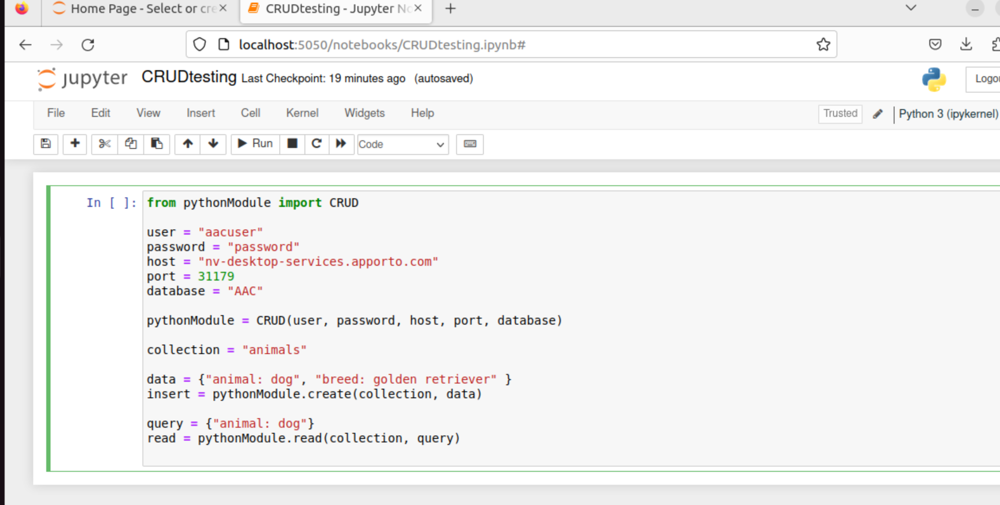 Home Page - Select or cre
CRUDtesting - Jupyter No
localhost:5050/notebooks/CRUDtesting.ipynb#
jupyter CRUDtesting Last Checkpoint: 19 minutes ago (autosaved)
Logou
File Edit View Insert Cell Kernel Widgets Help
Trusted Python 3 (ipykernel)
Run Code
In [ ]: from pythonModule import CRUD
user = "aacuser"
password = "password"
host = "nv-desktop-services.apporto.com"
port = 31179
database = "AAC"
pythonModule = CRUD(user, password, host, port, database)
collection = "animals"
data = {"animal: dog", "breed: golden retriever" }
insert = pythonModule.create(collection, data)
query = {"animal: dog"}
read = pythonModule.read(collection, query)